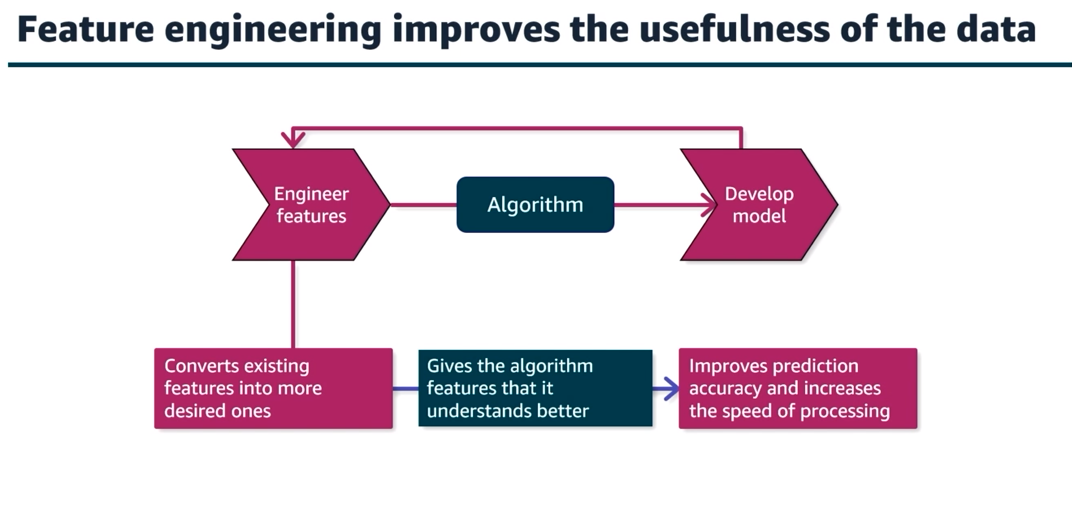 Feature engineering improves the usefulness of the data
Engineer
features
Algorithm
Develop
model
Converts existing
features into more
desired ones
Gives the algorithm
features that it
understands better
Improves prediction
accuracy and increases
the speed of processing